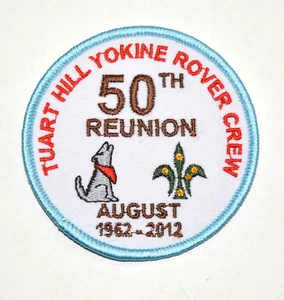 TUART HILL YOKINE ROVER CREW
50TH
REUNION
AUGUST
1962-2012